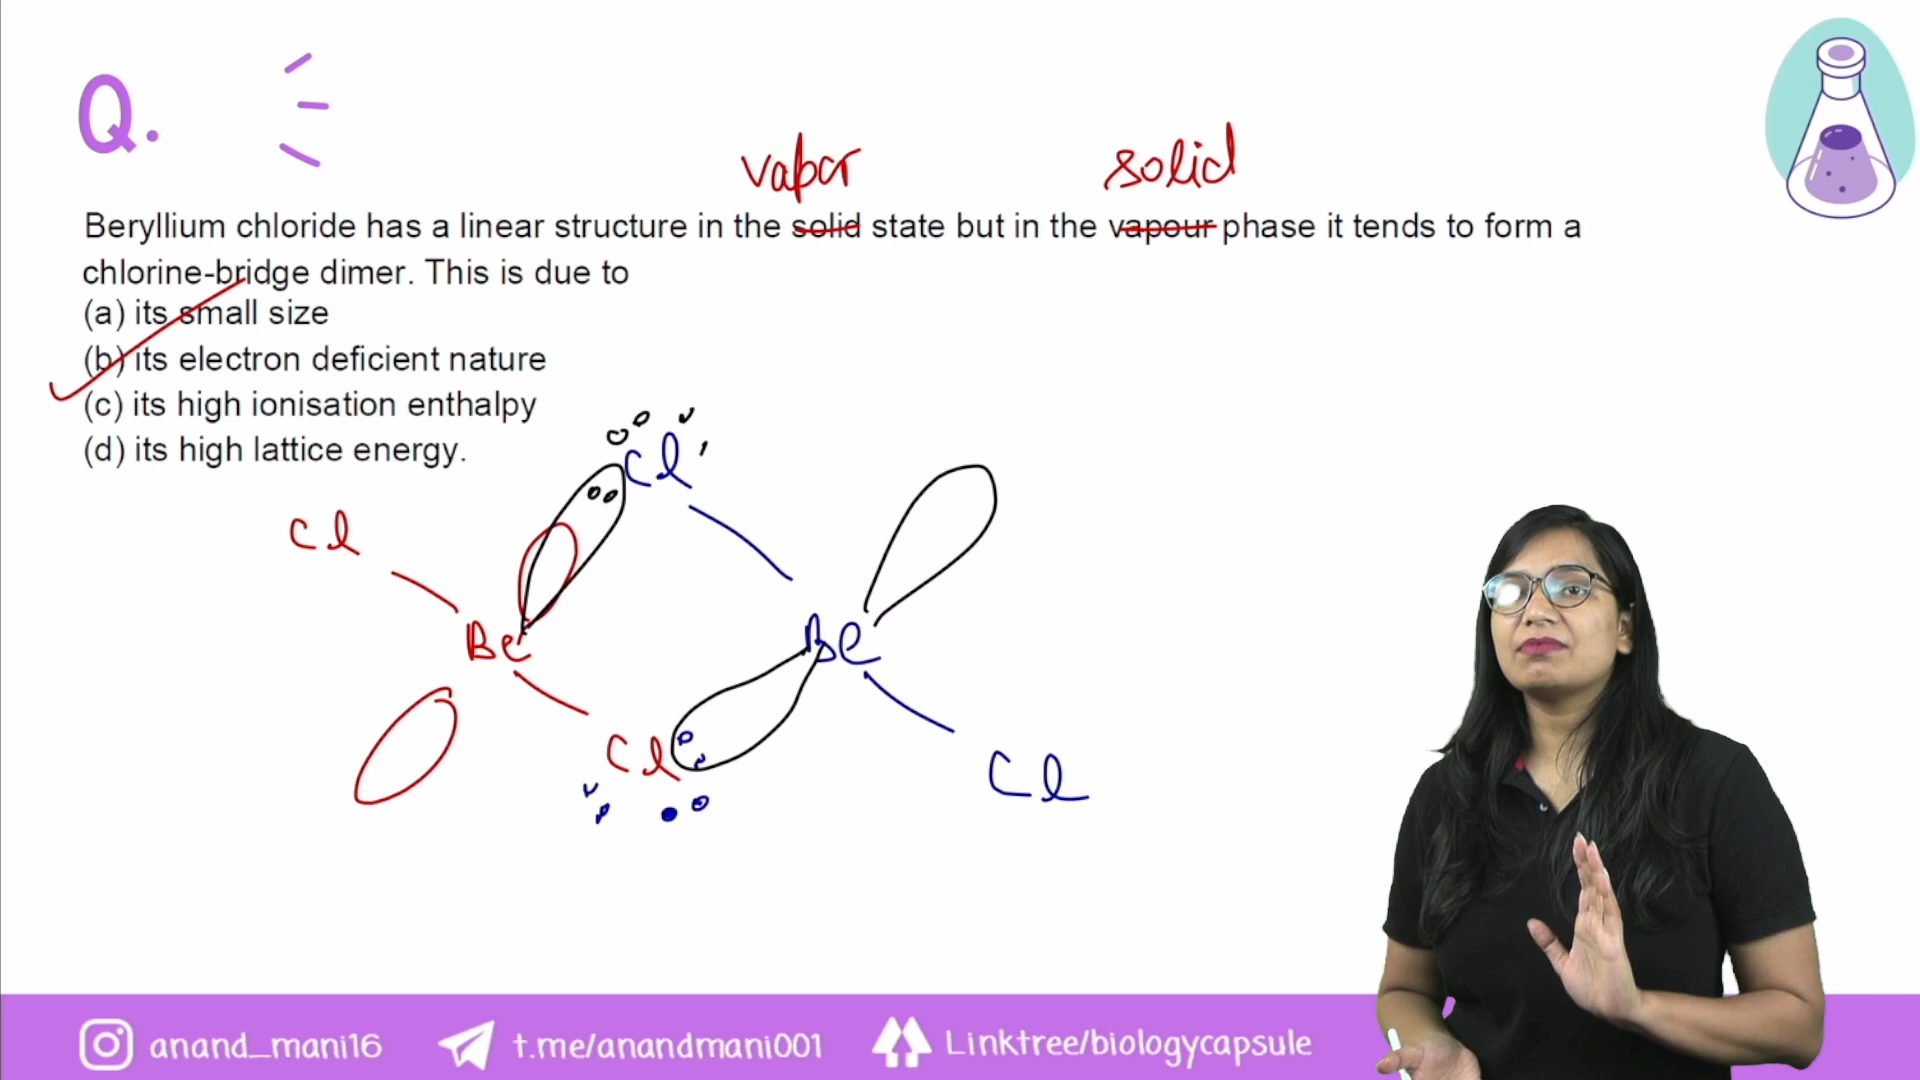 Q.
vapor solid
Beryllium chloride has a linear structure in the solid state but in the vapour phase it tends to form a
chlorine-bridge dimer. This is due to
(a) its small size
(b) its electron deficient nature
(c) its high ionisation enthalpy
(d) its high lattice energy.
Cl
Cl
Be
Be
Cl
Cl
anand_mani16 t.me/anandmani001 Linktree/biologycapsule